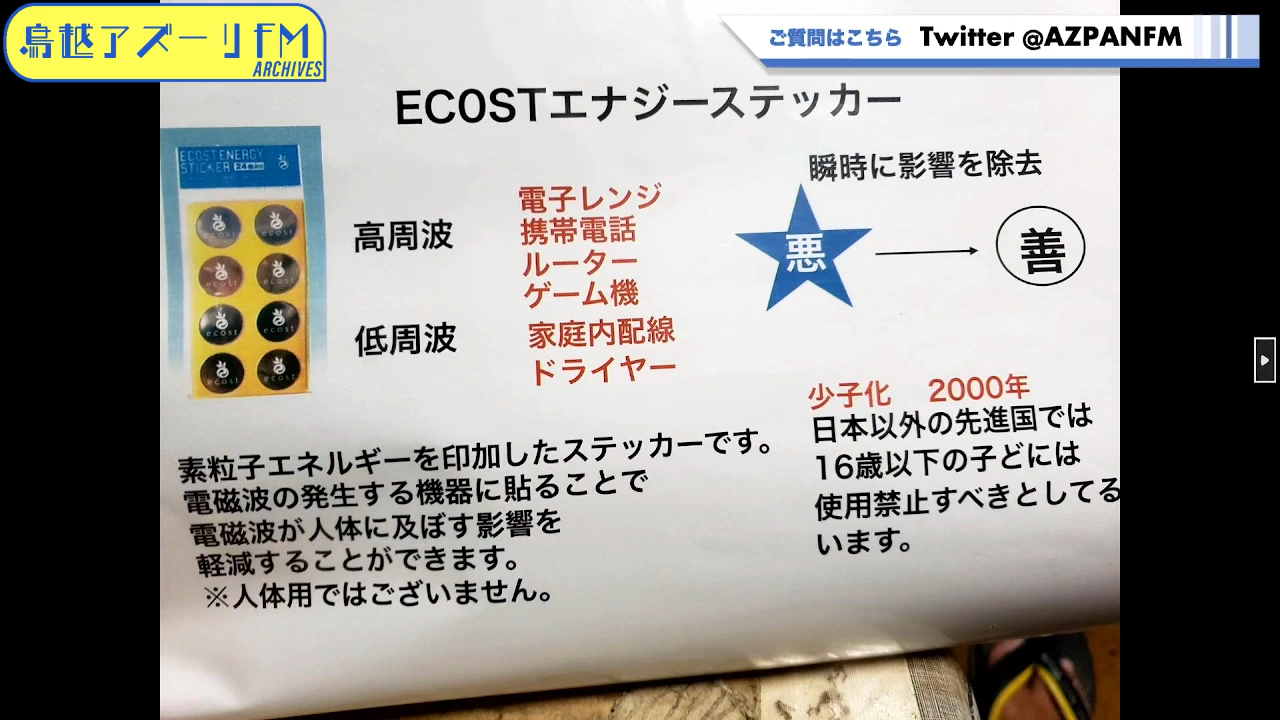 鳥越アズーリFM
ARCHIVES
ご質問はこちら Twitter @AZPANFM
ECOSTエナジーステッカー
ECOST ENERGY
STICKER
ecost
ecost
ecost
ecost
ecost
ecost
ecost
ecost
高周波
電子レンジ
携帯電話
ルーター
ゲーム機
低周波
家庭内配線
ドライヤー
瞬時に影響を除去
悪
善
素粒子エネルギーを印加したステッカーです。
電磁波の発生する機器に貼ることで
電磁波が人体に及ぼす影響を
軽減することができます。
※人体用ではございません。
少子化 2000年
日本以外の先進国では
16歳以下の子どには
使用禁止すべきとしてる
います。